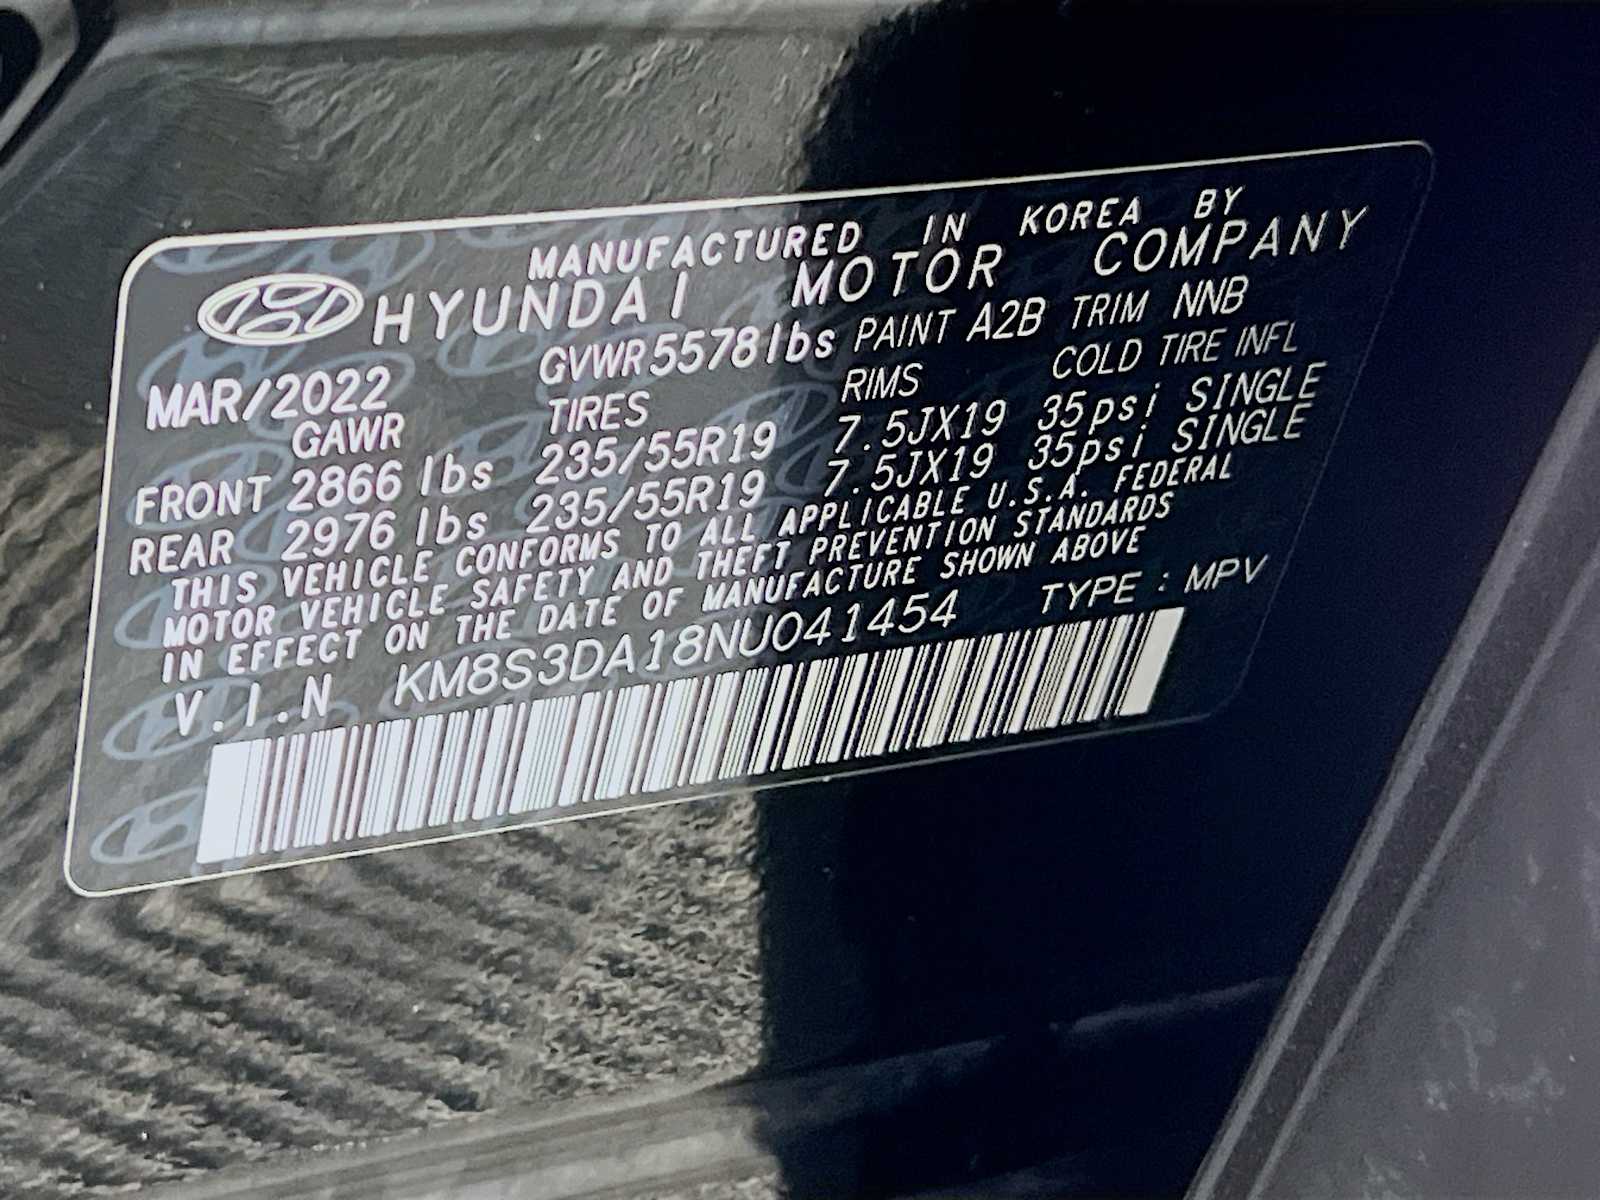 MANUFACTURED IN KOREA BY
HYUNDAI MOTOR COMPANY
MAR/2022 GVWR 5578lbs PAINT A2B TRIM NNB
GAWR TIRES RIMS COLD TIRE INFL
FRONT 2866 lbs 235/55R19 7.5JX19 35psi SINGLE
REAR 2976 lbs 235/55R19 7.5JX19 35psi SINGLE
THIS VEHICLE CONFORMS TO ALL APPLICABLE U.S.A. FEDERAL
MOTOR VEHICLE SAFETY AND THEFT PREVENTION STANDARDS
IN EFFECT ON THE DATE OF MANUFACTURE SHOWN ABOVE
V.I.N KM8S3DA18NU041454 TYPE : MPV